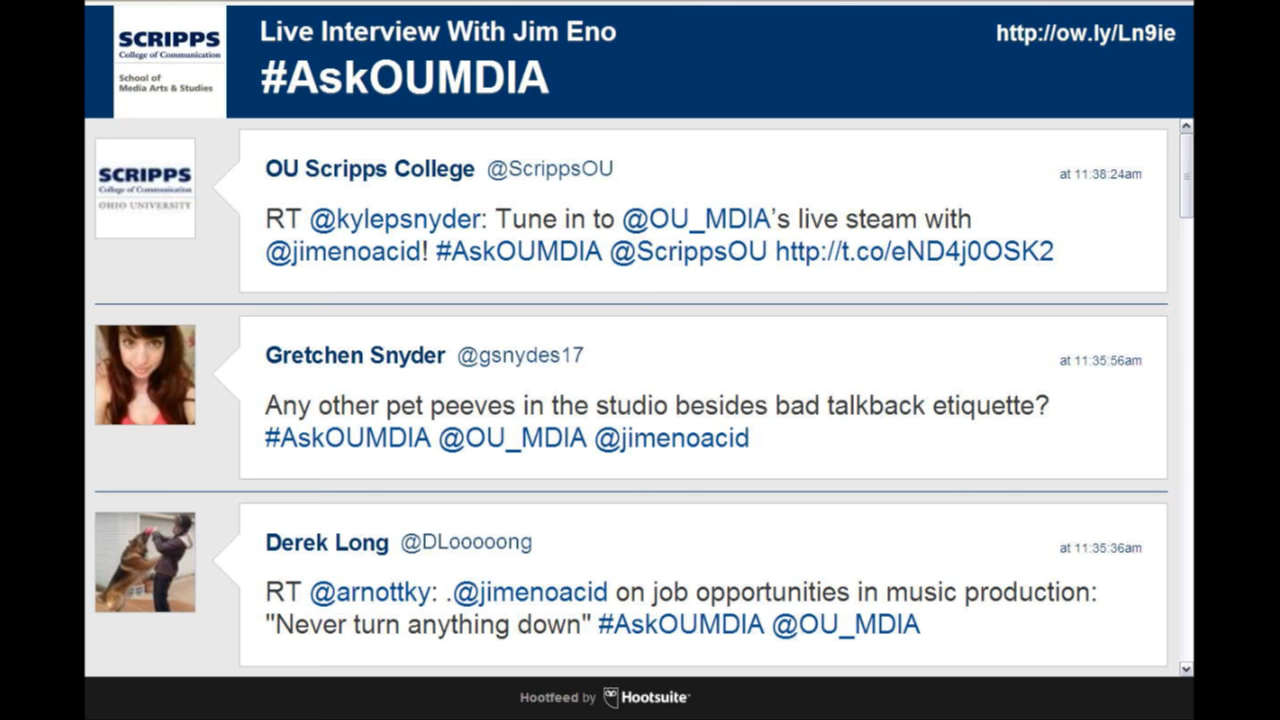 SCRIPPS
College of Communication
School of
Media Arts & Studies
Live Interview With Jim Eno
#AskOUMDIA
http://ow.ly/Ln9ie
SCRIPPS
College of Communication
OHIO UNIVERSITY
OU Scripps College @ScrippsOU
at 11:38:24am
RT @kylepsnyder: Tune in to @OU_MDIA’s live steam with
@jimenoacid! #AskOUMDIA @ScrippsOU http://t.co/eND4j0OSK2
Gretchen Snyder @gsnydes17
at 11:35:56am
Any other pet peeves in the studio besides bad talkback etiquette?
#AskOUMDIA @OU_MDIA @jimenoacid
Derek Long @DLooooong
at 11:35:36am
RT @arnottky: .@jimenoacid on job opportunities in music production:
"Never turn anything down" #AskOUMDIA @OU_MDIA
Hootfeed by Hootsuite